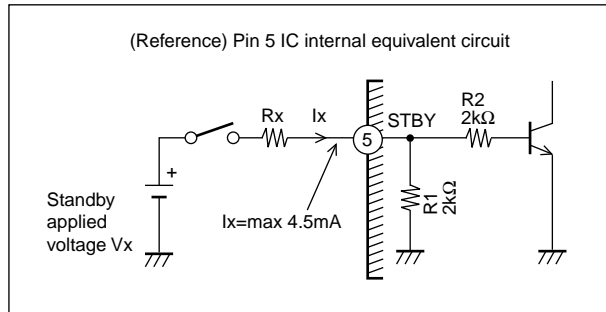 (Reference) Pin 5 IC internal equivalent circuit
Rx
Ix
5
STBY
R2
2kΩ
+
Standby
applied
voltage Vx
Ix=max 4.5mA
R1
2kΩ